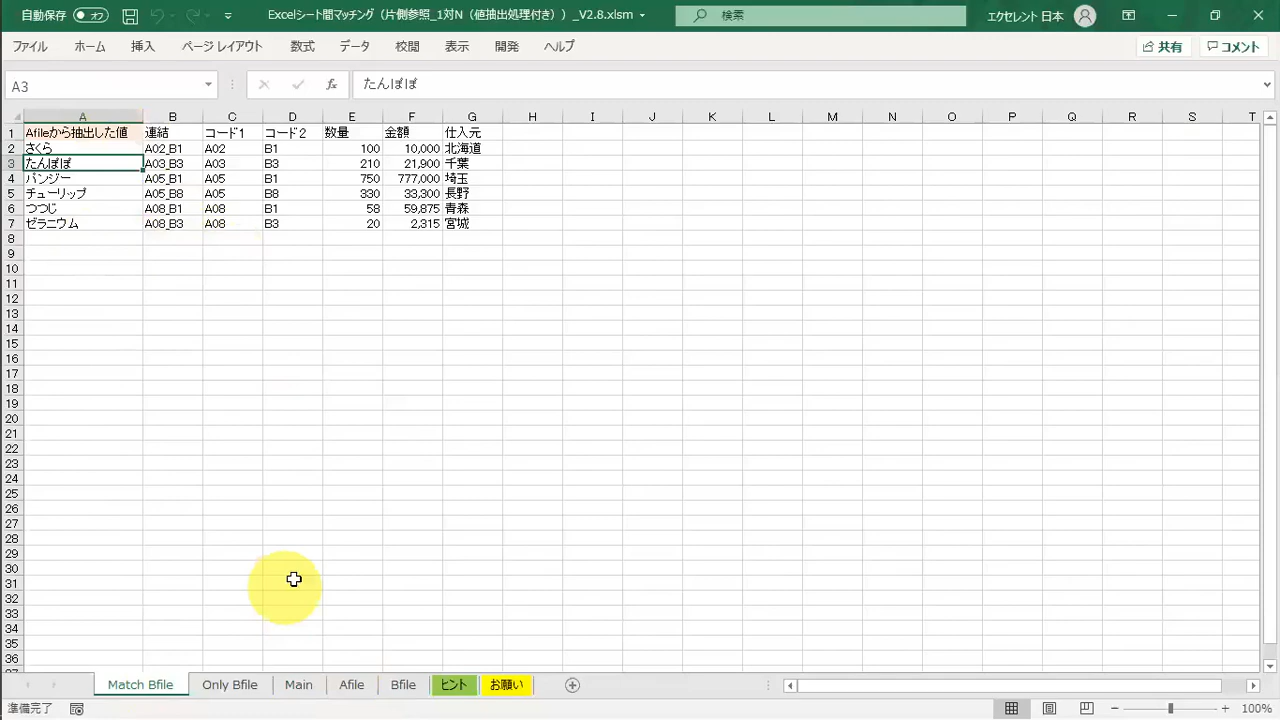 自動保存 オフ Excelシート間マッチング（片側参照_1対N（値抽出処理付き））_V2.8.xlsm 検索 エクセレント 日本
ファイル ホーム 挿入 ページ レイアウト 数式 データ 校閲 表示 開発 ヘルプ 共有 コメント
A3 fx たんぽぽ
A B C D E F G H I J K L M N O P Q R S T
1 Afileから抽出した値 連結 コード1 コード2 数量 金額 仕入元
2 さくら A02_B1 A02 B1 100 10,000 北海道
3 たんぽぽ A03_B3 A03 B3 210 21,900 千葉
4 パンジー A05_B1 A05 B1 750 777,000 埼玉
5 チューリップ A05_B8 A05 B8 330 33,300 長野
6 つつじ A08_B1 A08 B1 58 59,875 青森
7 ゼラニウム A08_B3 A08 B3 20 2,315 宮城
8
9
10
11
12
13
14
15
16
17
18
19
20
21
22
23
24
25
26
27
28
29
30
31
32
33
34
35
36
Match Bfile Only Bfile Main Afile Bfile ヒント お願い
準備完了 100%